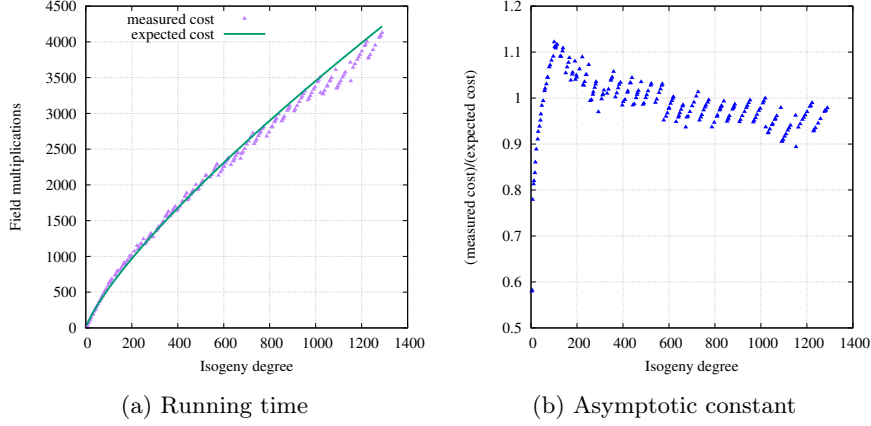 measured cost
expected cost
Field multiplications
4500
4000
3500
3000
2500
2000
1500
1000
500
0
0 200 400 600 800 1000 1200 1400
Isogeny degree
(a) Running time
(measured cost)/(expected cost)
1.2
1.1
1
0.9
0.8
0.7
0.6
0.5
0 200 400 600 800 1000 1200 1400
Isogeny degree
(b) Asymptotic constant